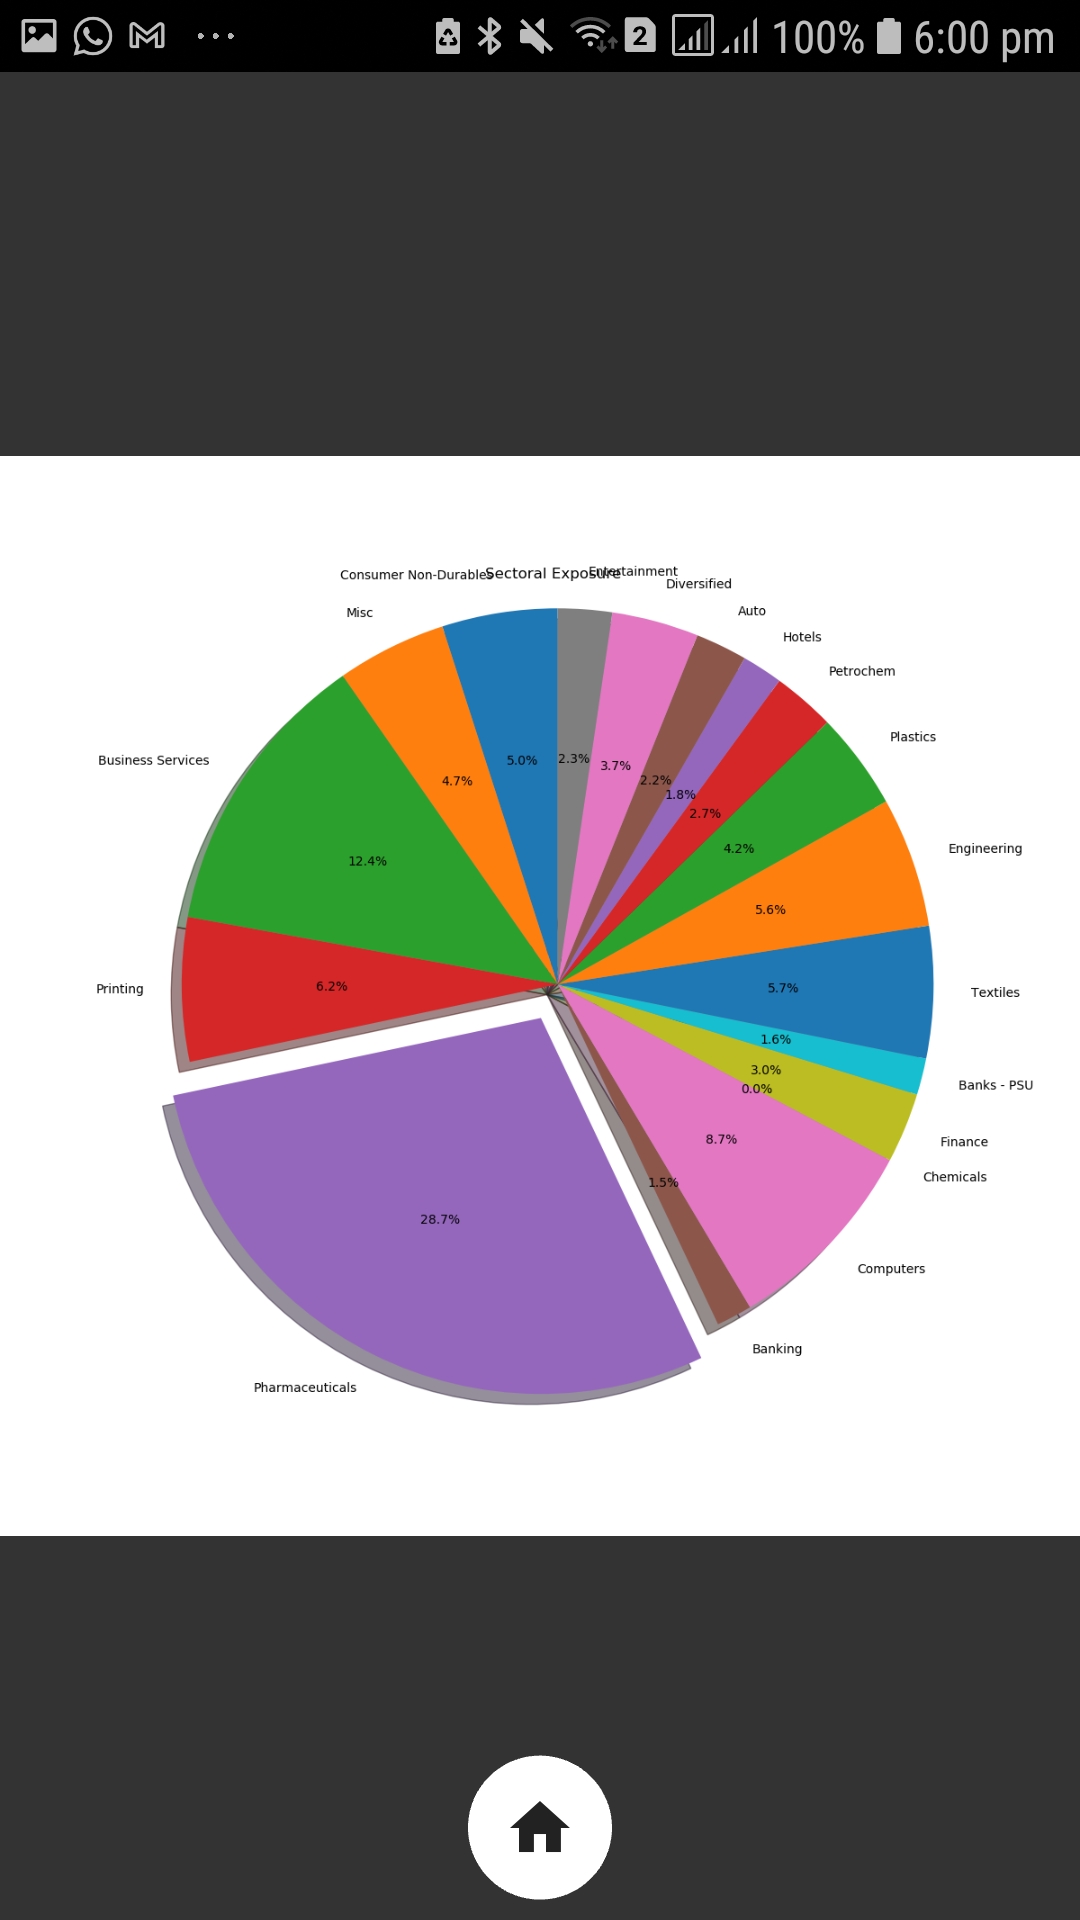 2 100% 6:00 pm
Sectoral Exposure
Consumer Non-Durables
Entertainment
Diversified
Misc
Auto
Hotels
Petrochem
Plastics
Business Services
5.0%
2.3%
3.7%
4.7%
2.2%
1.8%
2.7%
Engineering
4.2%
12.4%
5.6%
Printing
6.2%
5.7%
Textiles
1.6%
3.0%
Banks - PSU
0.0%
8.7%
Finance
Chemicals
1.5%
28.7%
Computers
Banking
Pharmaceuticals